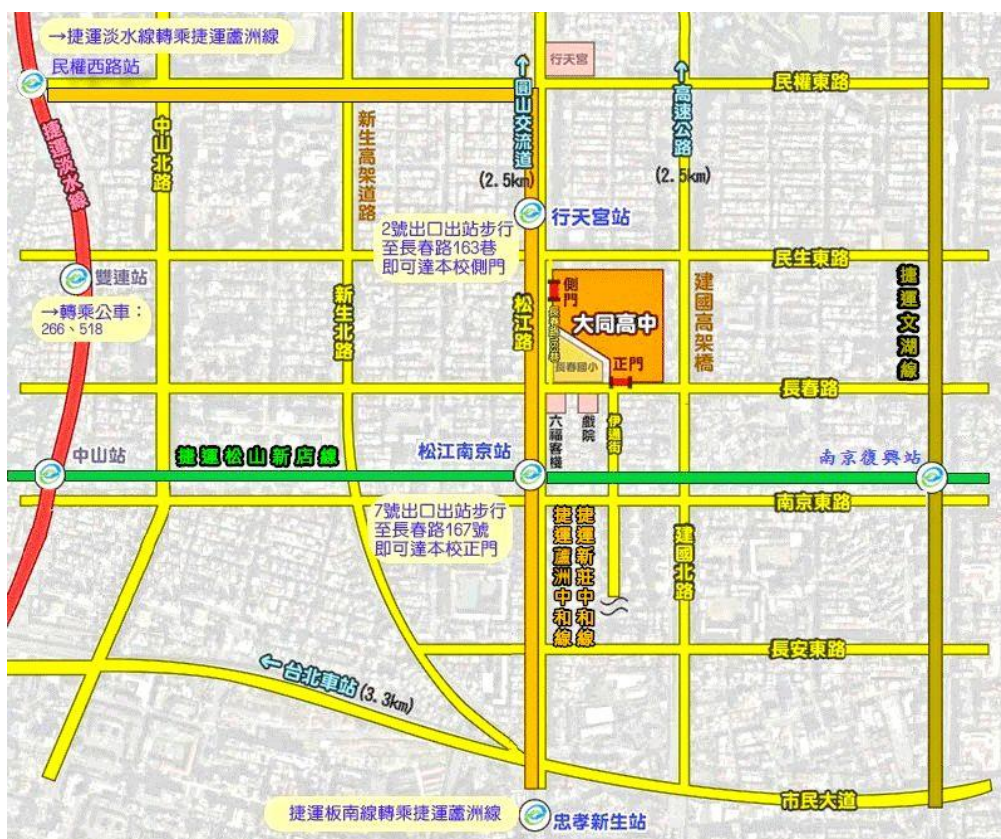 →捷運淡水線轉乘捷運蘆洲線
民權西路站
行天宮
民權東路
捷運淡水線
中山北路
新生高架道路
↑圓山交流道
(2.5km)
↑高速公路
(2.5km)
行天宮站
2號出口出站步行
至長春路163巷
即可達本校側門
民生東路
雙連站
→轉乘公車：
266、518
新生北路
松江路
側門
大同高中
長春路163巷
長春國小
正門
建國高架橋
捷運文湖線
長春路
六福客棧
戲院
伊通街
中山站
捷運松山新店線
松江南京站
南京復興站
南京東路
7號出口出站步行
至長春路167號
即可達本校正門
捷運蘆洲中和線
捷運新莊中和線
建國北路
長安東路
←台北車站(3.3km)
市民大道
捷運板南線轉乘捷運蘆洲線
忠孝新生站